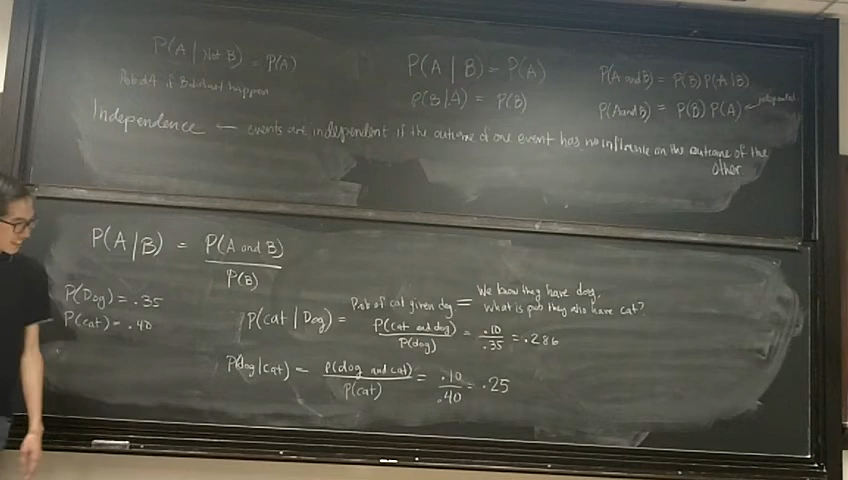 P(A | Not B) = P(A)
Prob of A if B did not happen
P(A | B) = P(A)
P(B | A) = P(B)
P(A and B) = P(B) P(A | B)
P(A and B) = P(B) P(A) ← independent
Independence ← events are independent if the outcome of one event has no influence on the outcome of the
other
P(A | B) = P(A and B) / P(B)
P(Dog) = .35
P(cat) = .40
Prob of cat given dog = We know they have dog,
what is prob they also have cat?
P(cat | Dog) = P(cat and dog) / P(dog) = .10 / .35 = .286
P(dog | cat) = P(dog and cat) / P(cat) = .10 / .40 = .25